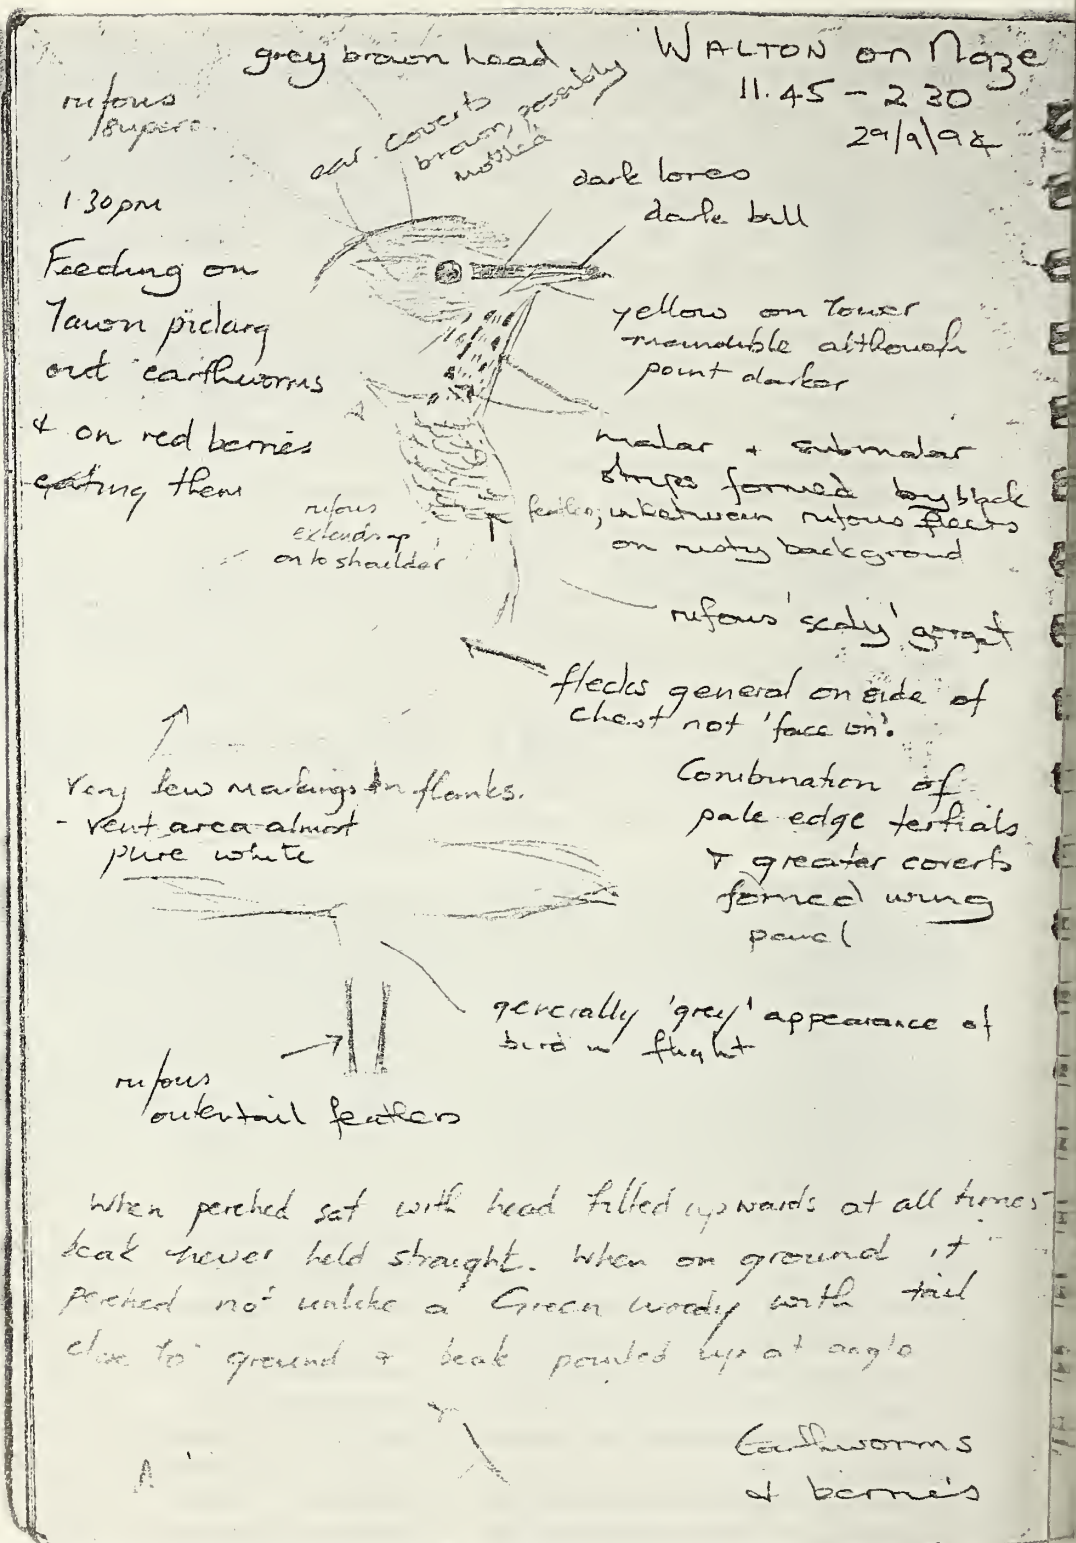 grey brown head
WALTON on Naze
11.45 - 2 30
29/9/94
rufous
superc.
ear coverts
brown, possibly
mottled
dark lores
dark bill
1.30pm
Feeding on
lawn picking
out earthworms
& on red berries
eating them
yellow on lower
mandible although
point darker
malar + submalar
strips formed by black
feathers, inbetween rufous flecks
on rusty background
rufous
extends up
on to shoulder
rufous 'scaly' gorget
flecks general on side of
chest not 'face on'.
Very few markings on flanks.
- vent area almost
pure white
Combination of
pale edge tertials
+ greater coverts
formed wing
panel
generally 'grey' appearance of
bird in flight
rufous
outertail feathers
When perched sat with head tilted upwards at all times
beak never held straight. When on ground it
perched not unlike a Green woody with tail
close to ground & beak pointed up at angle
Earthworms
& berries